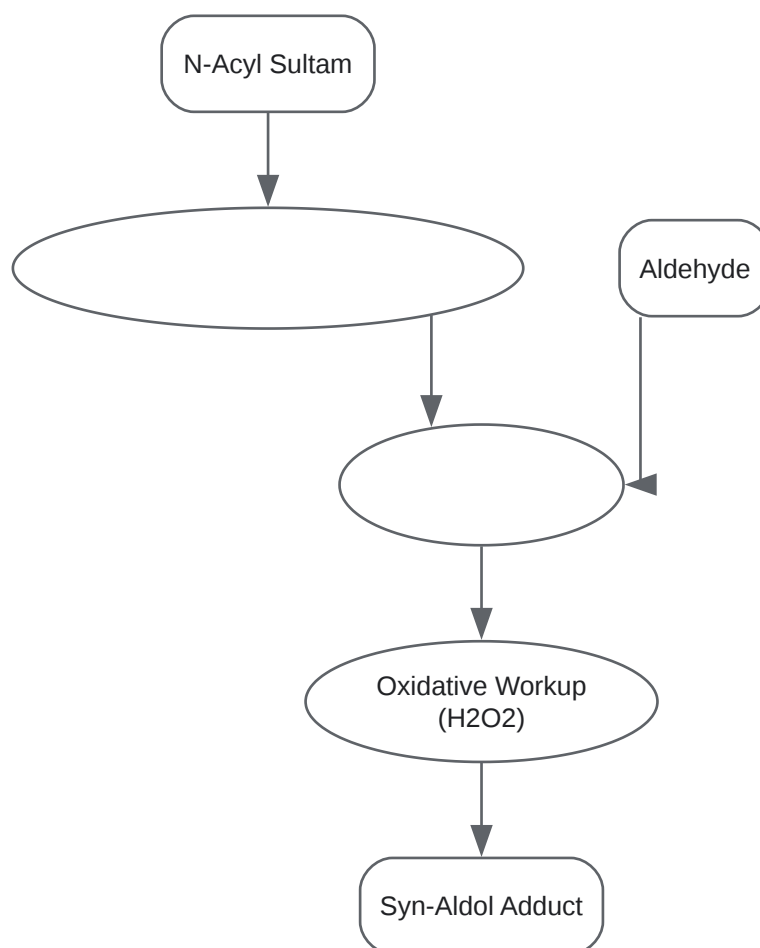 N-Acyl Sultam
Aldehyde
Oxidative Workup
(H2O2)
Syn-Aldol Adduct